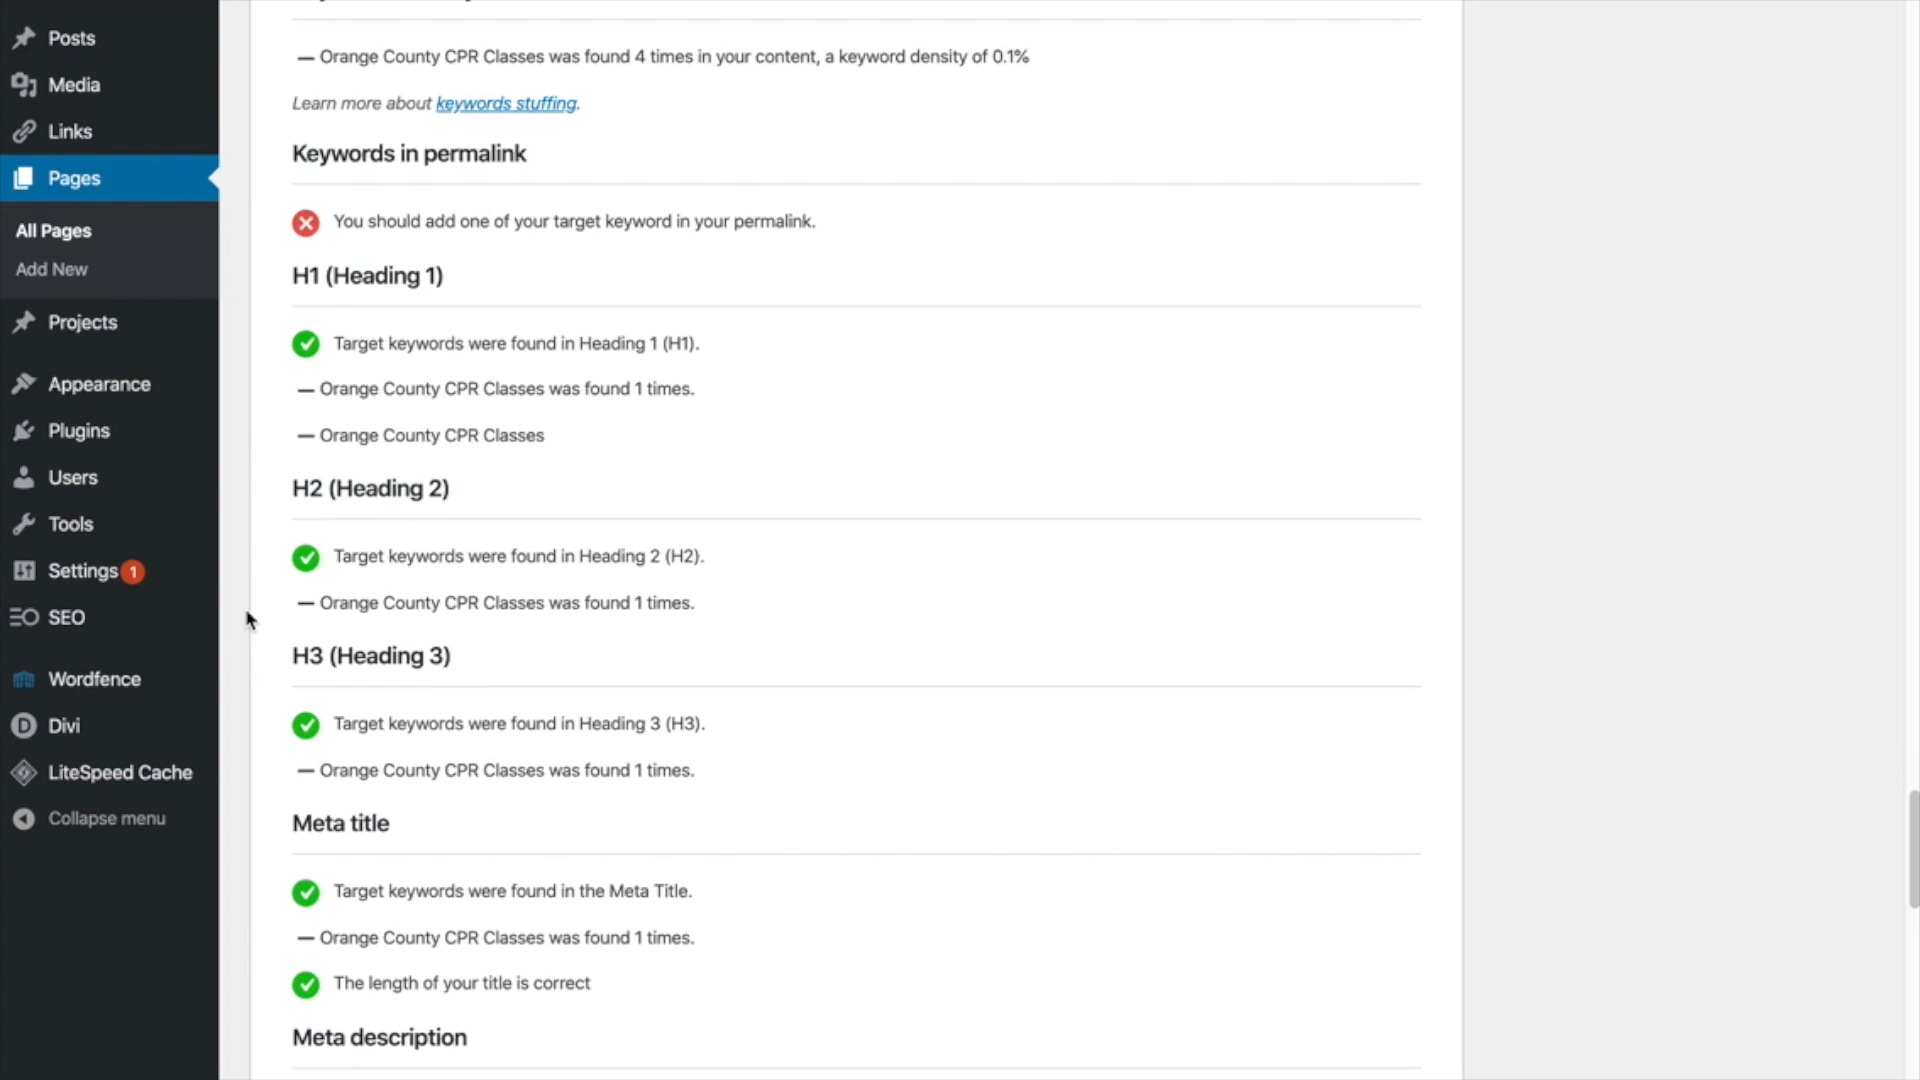 Posts
Media
Links
Pages
All Pages
Add New
Projects
Appearance
Plugins
Users
Tools
Settings 1
SEO
Wordfence
Divi
LiteSpeed Cache
Collapse menu
— Orange County CPR Classes was found 4 times in your content, a keyword density of 0.1%
Learn more about keywords stuffing.
Keywords in permalink
You should add one of your target keyword in your permalink.
H1 (Heading 1)
Target keywords were found in Heading 1 (H1).
— Orange County CPR Classes was found 1 times.
— Orange County CPR Classes
H2 (Heading 2)
Target keywords were found in Heading 2 (H2).
— Orange County CPR Classes was found 1 times.
H3 (Heading 3)
Target keywords were found in Heading 3 (H3).
— Orange County CPR Classes was found 1 times.
Meta title
Target keywords were found in the Meta Title.
— Orange County CPR Classes was found 1 times.
The length of your title is correct
Meta description